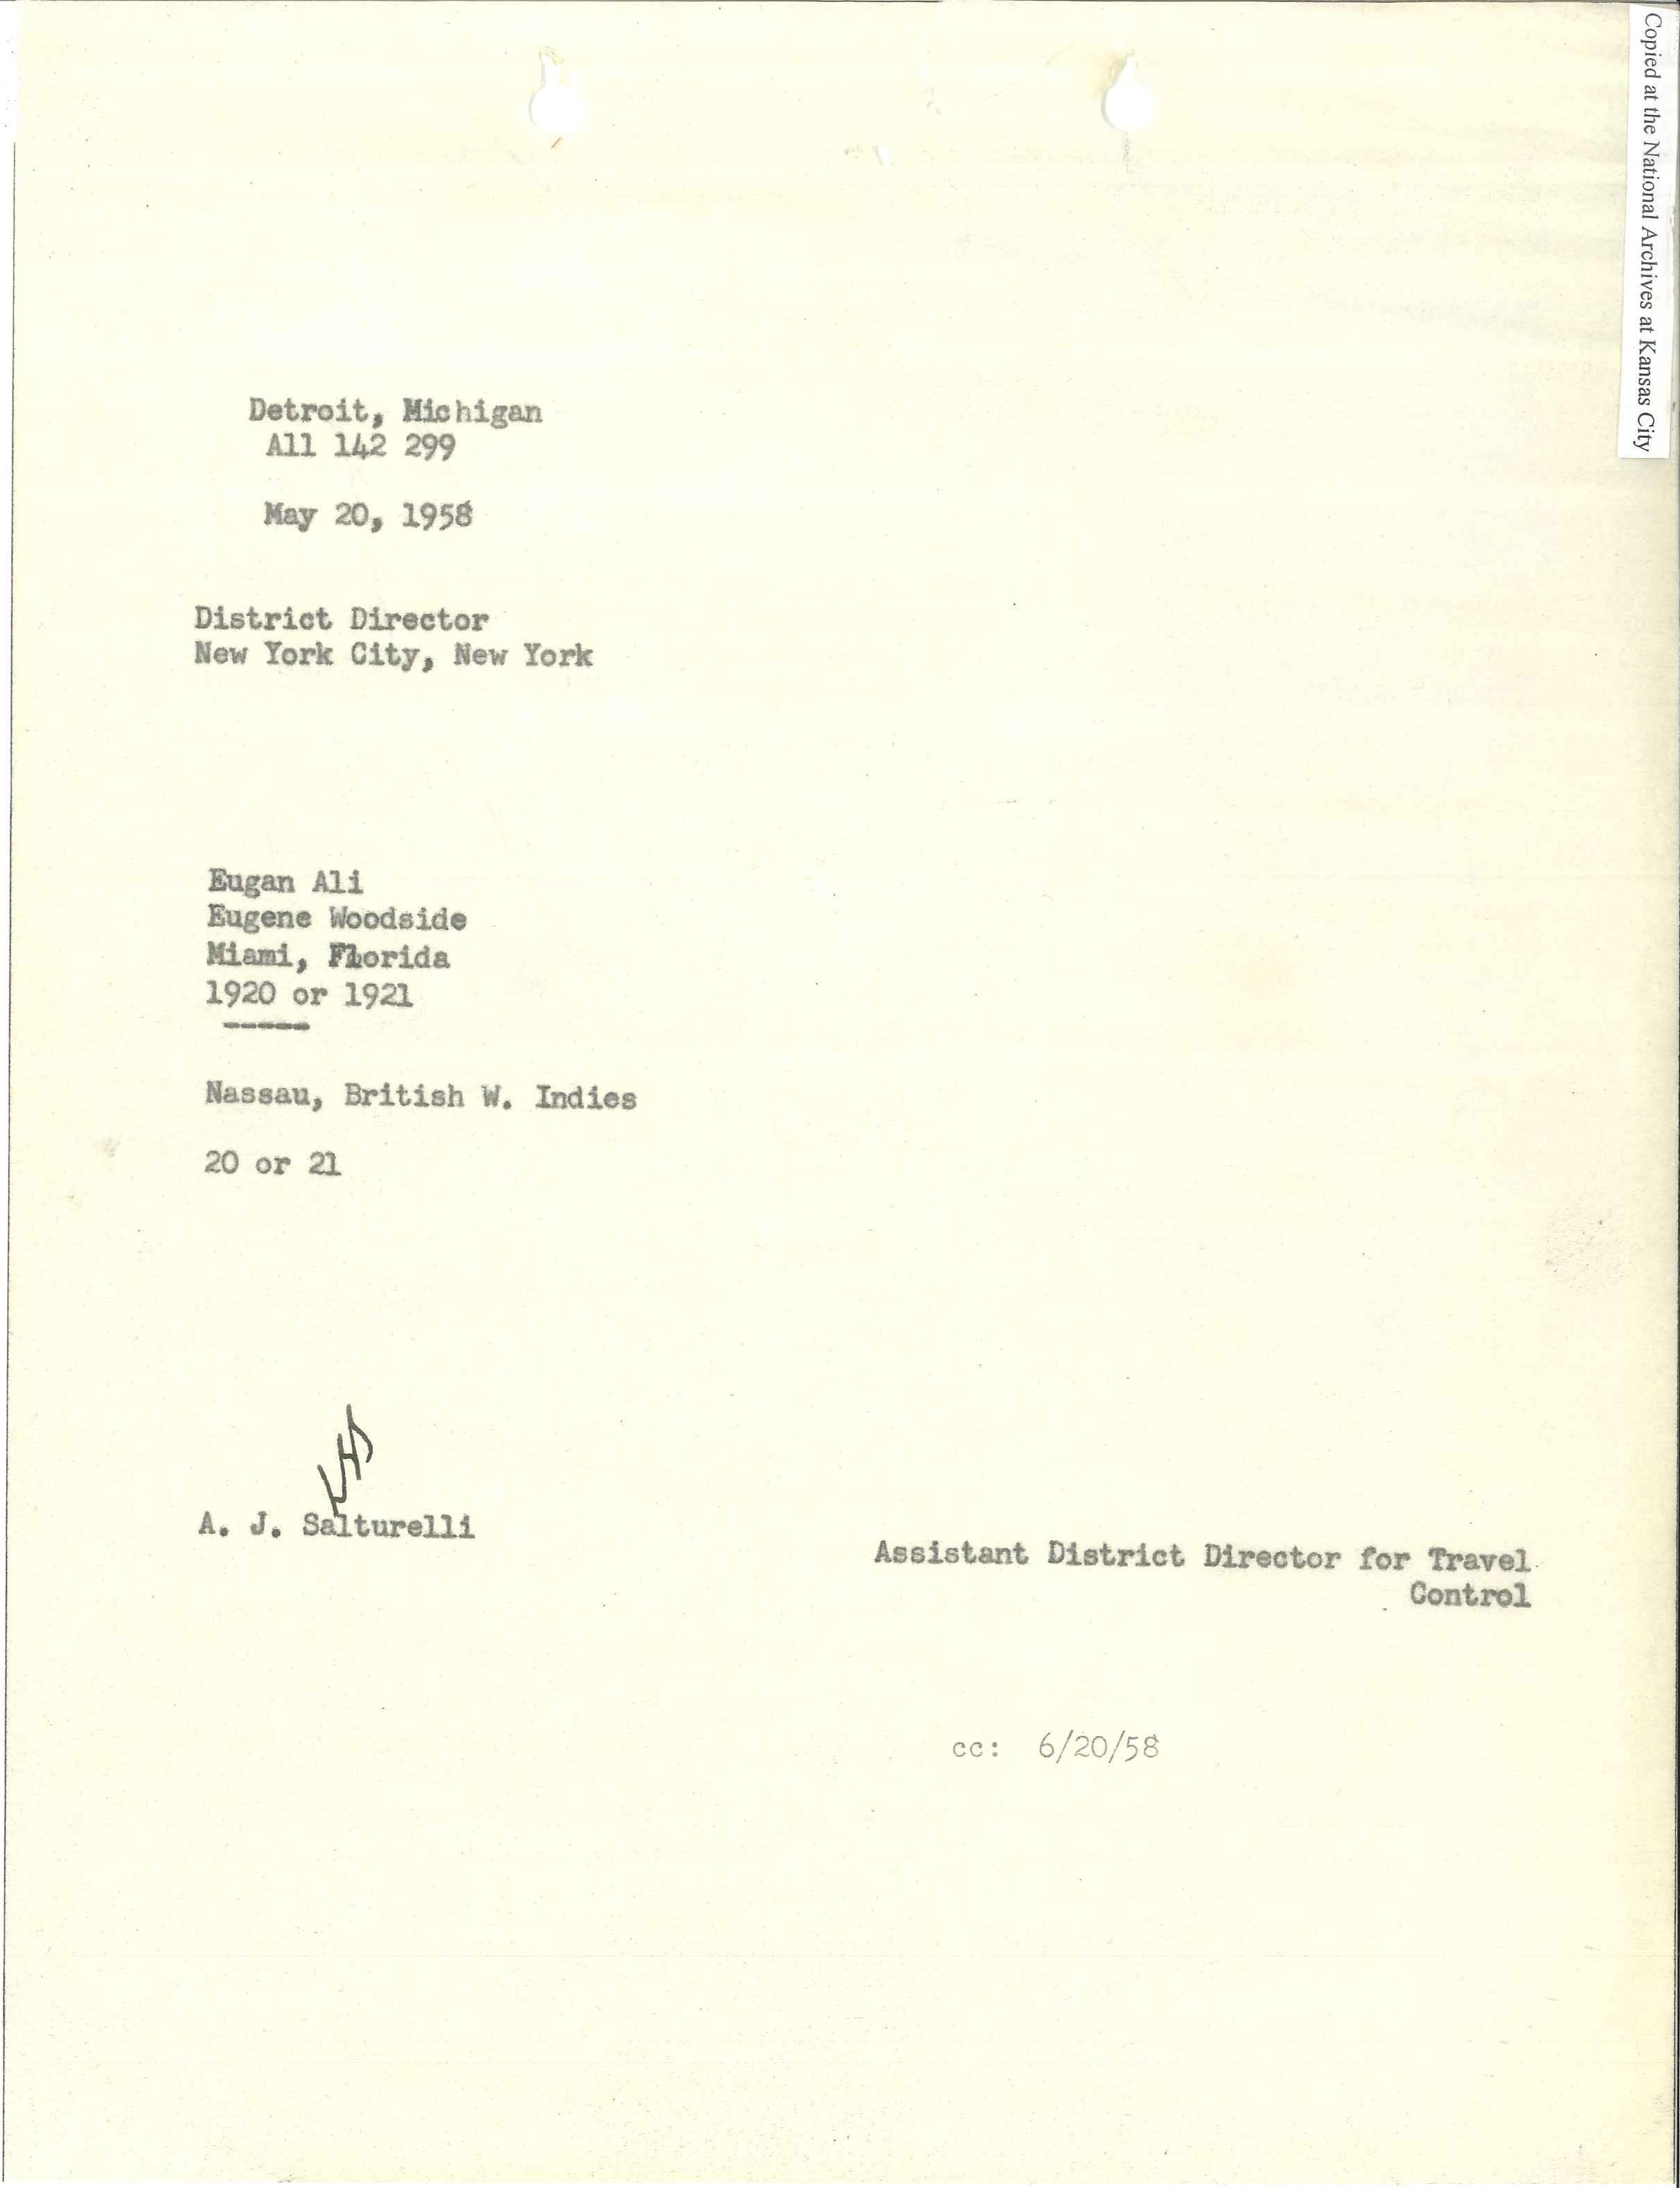 Copied at the National Archives at Kansas City
Detroit, Michigan
All 142 299
May 20, 1958
District Director
New York City, New York
Eugan Ali
Eugene Woodside
Miami, Florida
1920 or 1921
-----
Nassau, British W. Indies
20 or 21
A. J. Salturelli
Assistant District Director for Travel
Control
cc: 6/20/58